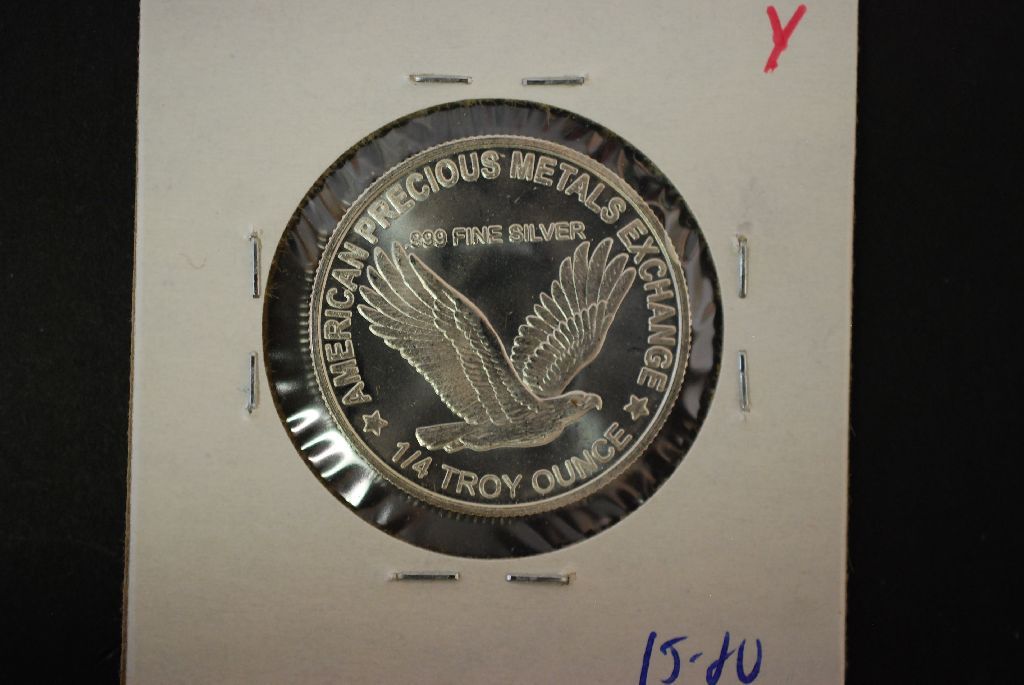 Y
AMERICAN PRECIOUS METALS EXCHANGE
.999 FINE SILVER
1/4 TROY OUNCE